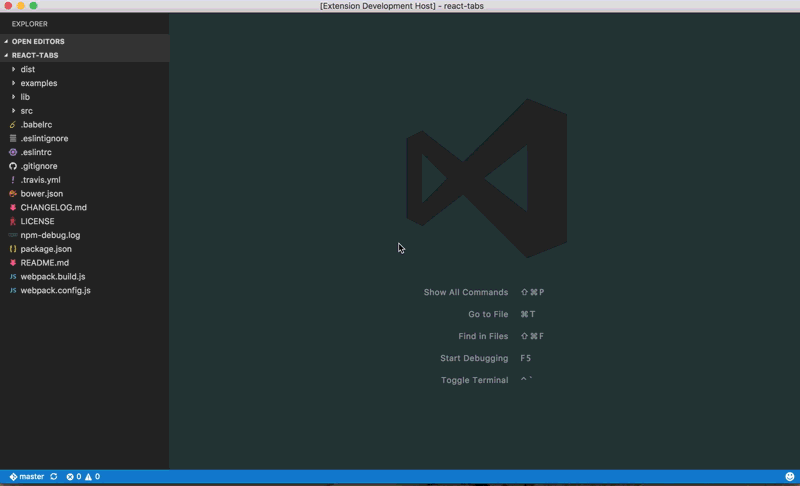 [Extension Development Host] - react-tabs
EXPLORER
OPEN EDITORS
REACT-TABS
dist
examples
lib
src
.babelrc
.eslintignore
.eslintrc
.gitignore
.travis.yml
bower.json
CHANGELOG.md
LICENSE
npm-debug.log
package.json
README.md
JS webpack.build.js
JS webpack.config.js
Show All Commands ⇧⌘P
Go to File ⌘T
Find in Files ⇧⌘F
Start Debugging F5
Toggle Terminal ^`
master 0 0